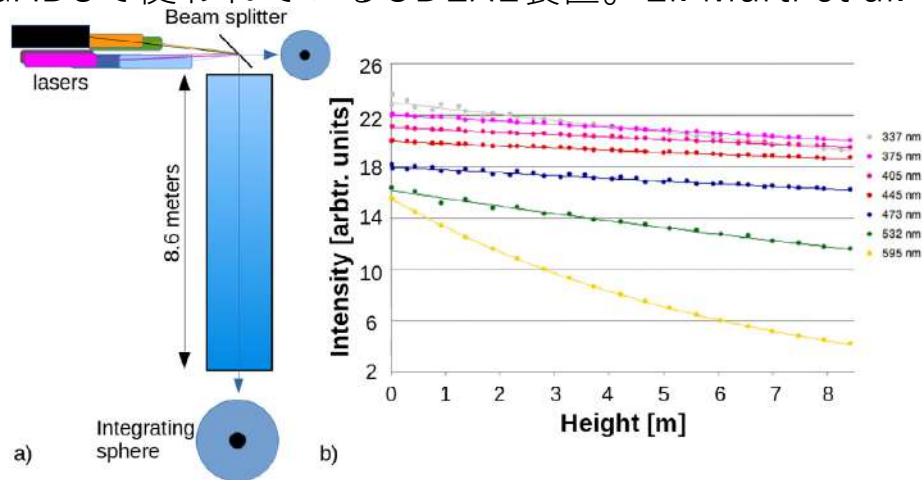 Beam splitter
lasers
8.6 meters
Integrating
sphere
a)
b)
Intensity [arbtr. units]
26
22
18
14
10
6
2
0 1 2 3 4 5 6 7 8
Height [m]
337 nm
375 nm
405 nm
445 nm
473 nm
532 nm
595 nm